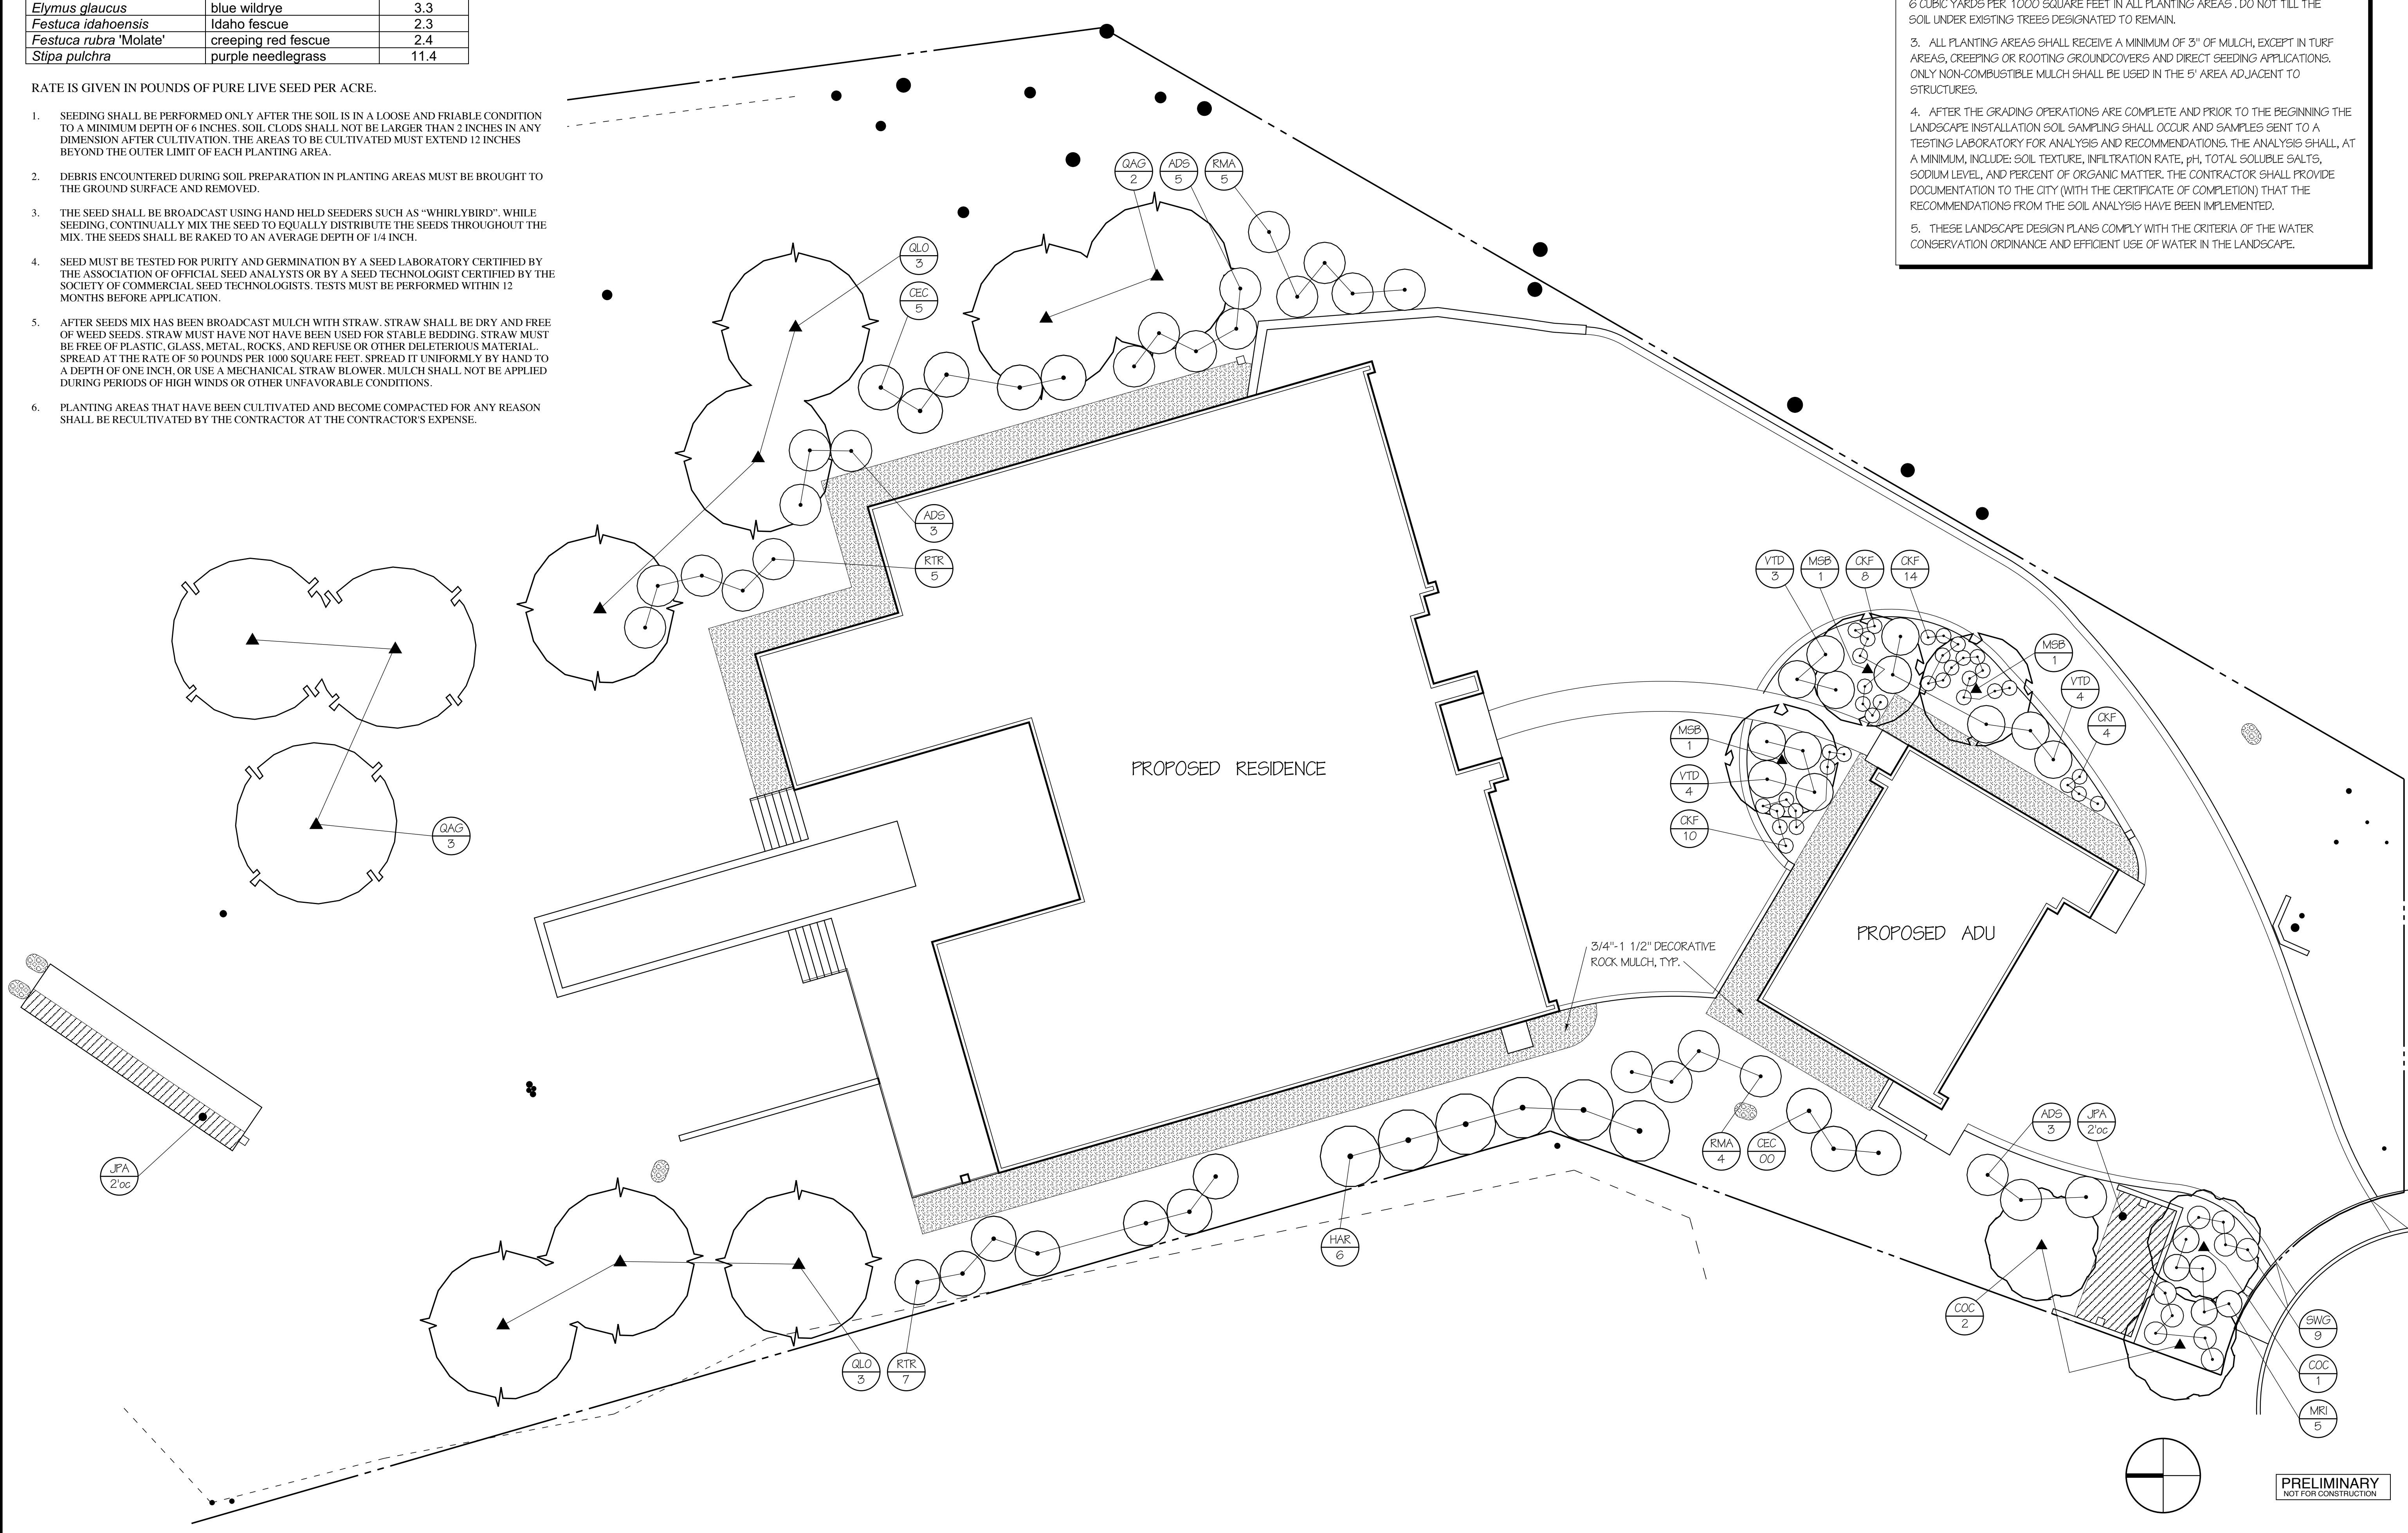 Elymus glaucus blue wildrye 3.3
Festuca idahoensis Idaho fescue 2.3
Festuca rubra 'Molate' creeping red fescue 2.4
Stipa pulchra purple needlegrass 11.4
RATE IS GIVEN IN POUNDS OF PURE LIVE SEED PER ACRE.
1. SEEDING SHALL BE PERFORMED ONLY AFTER THE SOIL IS IN A LOOSE AND FRIABLE CONDITION
TO A MINIMUM DEPTH OF 6 INCHES. SOIL CLODS SHALL NOT BE LARGER THAN 2 INCHES IN ANY
DIMENSION AFTER CULTIVATION. THE AREAS TO BE CULTIVATED MUST EXTEND 12 INCHES
BEYOND THE OUTER LIMIT OF EACH PLANTING AREA.
2. DEBRIS ENCOUNTERED DURING SOIL PREPARATION IN PLANTING AREAS MUST BE BROUGHT TO
THE GROUND SURFACE AND REMOVED.
3. THE SEED SHALL BE BROADCAST USING HAND HELD SEEDERS SUCH AS “WHIRLYBIRD”. WHILE
SEEDING, CONTINUALLY MIX THE SEED TO EQUALLY DISTRIBUTE THE SEEDS THROUGHOUT THE
MIX. THE SEEDS SHALL BE RAKED TO AN AVERAGE DEPTH OF 1/4 INCH.
4. SEED MUST BE TESTED FOR PURITY AND GERMINATION BY A SEED LABORATORY CERTIFIED BY
THE ASSOCIATION OF OFFICIAL SEED ANALYSTS OR BY A SEED TECHNOLOGIST CERTIFIED BY THE
SOCIETY OF COMMERCIAL SEED TECHNOLOGISTS. TESTS MUST BE PERFORMED WITHIN 12
MONTHS BEFORE APPLICATION.
5. AFTER SEEDS MIX HAS BEEN BROADCAST MULCH WITH STRAW. STRAW SHALL BE DRY AND FREE
OF WEED SEEDS. STRAW MUST HAVE NOT HAVE BEEN USED FOR STABLE BEDDING. STRAW MUST
BE FREE OF PLASTIC, GLASS, METAL, ROCKS, AND REFUSE OR OTHER DELETERIOUS MATERIAL.
SPREAD AT THE RATE OF 50 POUNDS PER 1000 SQUARE FEET. SPREAD IT UNIFORMLY BY HAND TO
A DEPTH OF ONE INCH, OR USE A MECHANICAL STRAW BLOWER. MULCH SHALL NOT BE APPLIED
DURING PERIODS OF HIGH WINDS OR OTHER UNFAVORABLE CONDITIONS.
6. PLANTING AREAS THAT HAVE BEEN CULTIVATED AND BECOME COMPACTED FOR ANY REASON
SHALL BE RECULTIVATED BY THE CONTRACTOR AT THE CONTRACTOR'S EXPENSE.
6 CUBIC YARDS PER 1000 SQUARE FEET IN ALL PLANTING AREAS . DO NOT TILL THE
SOIL UNDER EXISTING TREES DESIGNATED TO REMAIN.
3. ALL PLANTING AREAS SHALL RECEIVE A MINIMUM OF 3" OF MULCH, EXCEPT IN TURF
AREAS, CREEPING OR ROOTING GROUNDCOVERS AND DIRECT SEEDING APPLICATIONS.
ONLY NON-COMBUSTIBLE MULCH SHALL BE USED IN THE 5' AREA ADJACENT TO
STRUCTURES.
4. AFTER THE GRADING OPERATIONS ARE COMPLETE AND PRIOR TO THE BEGINNING THE
LANDSCAPE INSTALLATION SOIL SAMPLING SHALL OCCUR AND SAMPLES SENT TO A
TESTING LABORATORY FOR ANALYSIS AND RECOMMENDATIONS. THE ANALYSIS SHALL, AT
A MINIMUM, INCLUDE: SOIL TEXTURE, INFILTRATION RATE, pH, TOTAL SOLUBLE SALTS,
SODIUM LEVEL, AND PERCENT OF ORGANIC MATTER. THE CONTRACTOR SHALL PROVIDE
DOCUMENTATION TO THE CITY (WITH THE CERTIFICATE OF COMPLETION) THAT THE
RECOMMENDATIONS FROM THE SOIL ANALYSIS HAVE BEEN IMPLEMENTED.
5. THESE LANDSCAPE DESIGN PLANS COMPLY WITH THE CRITERIA OF THE WATER
CONSERVATION ORDINANCE AND EFFICIENT USE OF WATER IN THE LANDSCAPE.
QAG ADS RMA
2 5 5
QLO
3
CEC
5
ADS
3
RTR
5
VTD MSB CKF CKF
3 1 8 14
MSB
1
VTD
4
CKF
4
MSB
1
VTD
4
CKF
10
PROPOSED RESIDENCE
QAG
3
PROPOSED ADU
3/4"-1 1/2" DECORATIVE
ROCK MULCH, TYP.
JPA
2'oc
RMA CEC
4 00
ADS JPA
3 2'oc
HAR
6
COC
2
SWG
9
COC
1
MRI
5
QLO RTR
3 7
PRELIMINARY
NOT FOR CONSTRUCTION